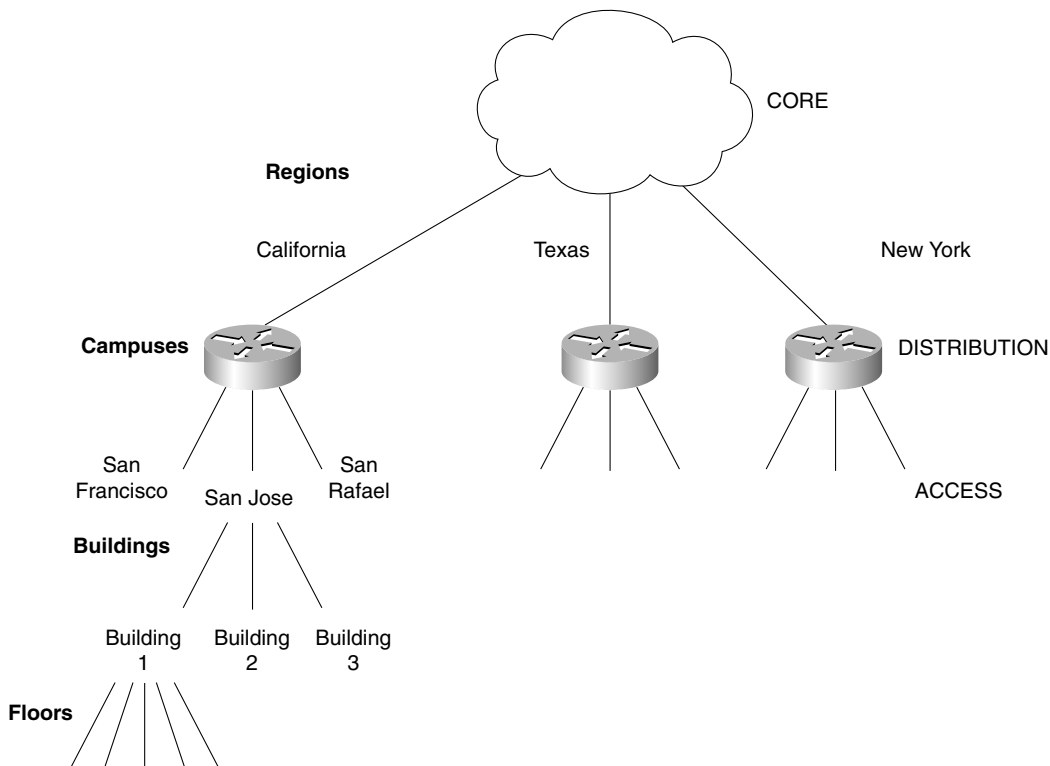 CORE
Regions
California
Texas
New York
Campuses
DISTRIBUTION
San
Francisco
San Jose
San
Rafael
ACCESS
Buildings
Building
1
Building
2
Building
3
Floors